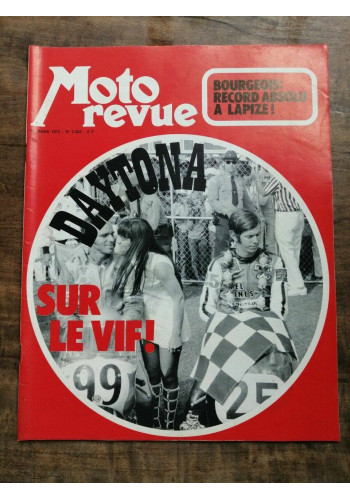 Moto
revue
BOURGEOIS:
RECORD ABSOLU
A LAPIZE!
DAYTONA
SUR
LE VIF!
99
25